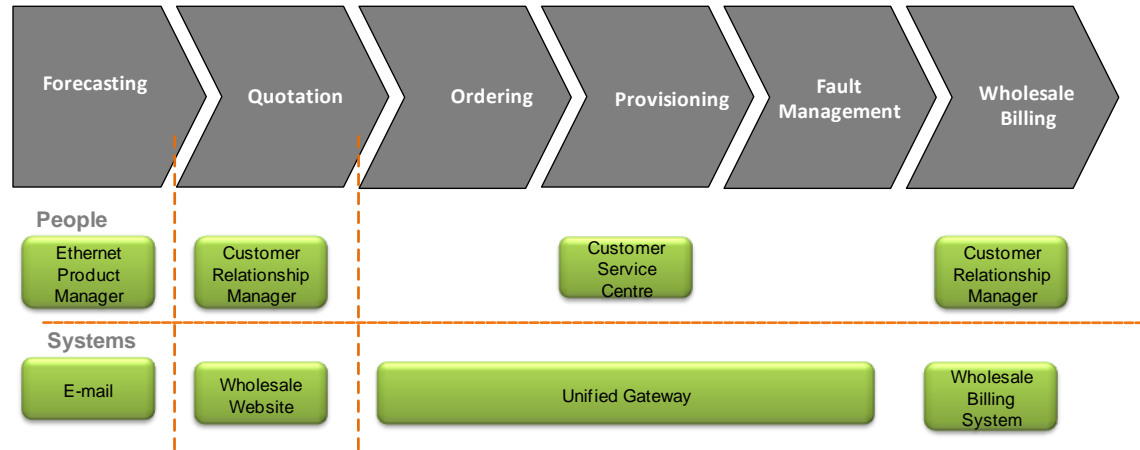 Forecasting
Quotation
Ordering
Provisioning
Fault
Management
Wholesale
Billing
People
Ethernet
Product
Manager
Customer
Relationship
Manager
Customer
Service
Centre
Customer
Relationship
Manager
Systems
E-mail
Wholesale
Website
Unified Gateway
Wholesale
Billing
System